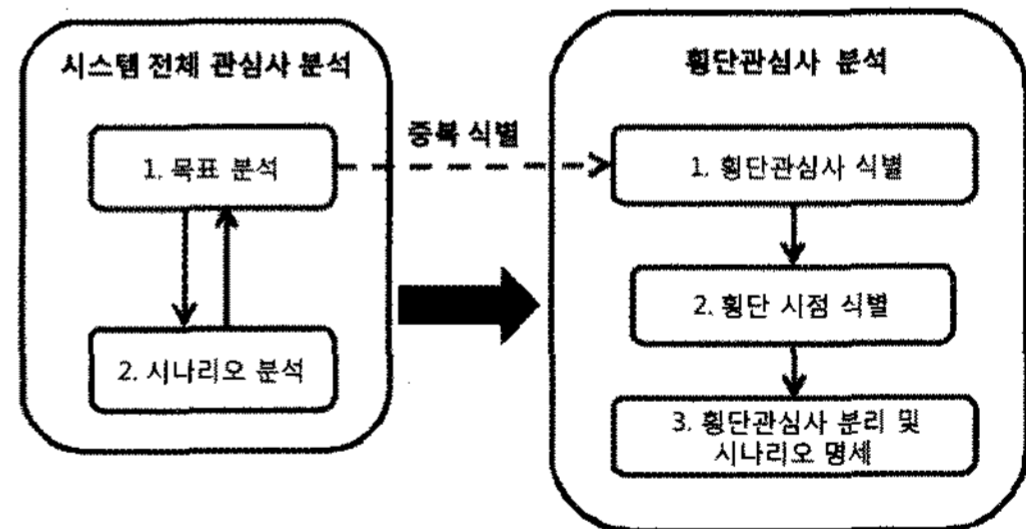 시스템 전체 관심사 분석
1. 목표 분석
2. 시나리오 분석
중복 식별
횡단관심사 분석
1. 횡단관심사 식별
2. 횡단 시점 식별
3. 횡단관심사 분리 및
시나리오 명세